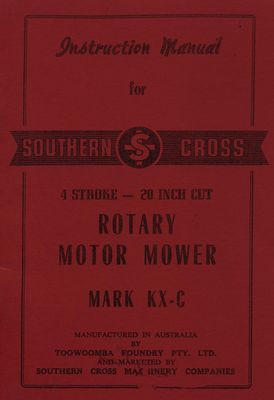 Instruction Manual
for
SOUTHERN S CROSS
4 STROKE — 20 INCH CUT
ROTARY
MOTOR MOWER
MARK KX-C
MANUFACTURED IN AUSTRALIA
BY
TOOWOOMBA FOUNDRY PTY. LTD.
AND MARKETED BY
SOUTHERN CROSS MACHINERY COMPANIES